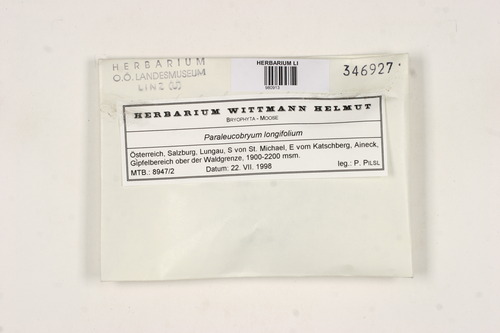 HERBARIUM
O.Ö. LANDESMUSEUM
LINZ (D)
HERBARIUM LI
346927
HERBARIUM WITTMANN HELMUT
BRYOPHYTA - MOOSE
Paraleucobryum longifolium
Österreich, Salzburg, Lungau, S von St. Michael, E vom Katschberg, Aineck,
Gipfelbereich ober der Waldgrenze, 1900-2200 msm.
MTB.: 8947/2 Datum: 22. VII. 1998 leg.: P. PILSL